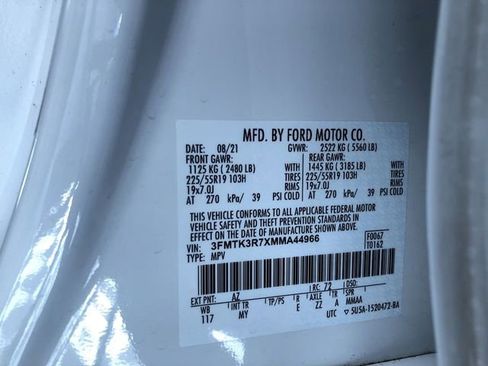 MFD. BY FORD MOTOR CO.
08/21 GVWR: 2522 KG ( 5560 LB)
FRONT GAWR: REAR GAWR:
1125 KG ( 2480 LB) WITH 1445 KG ( 3185 LB) WITH
225/55R19 103H TIRES 225/55R19 103H TIRES
19x7.0J RIMS 19x7.0J RIMS
AT 270 kPa/ 39 PSI COLD AT 270 kPa/ 39 PSI COLD
THIS VEHICLE CONFORMS TO ALL APPLICABLE FEDERAL MOTOR
VEHICLE SAFETY AND THEFT PREVENTION STANDARDS IN
EFFECT ON THE DATE OF MANUFACTURE SHOWN ABOVE.
VIN: 3FMTK3R7XMMA44966 F0067
TYPE: MPV T0162
EXT PNT: AZ RC: 72 DSO:
WB INT TR TP/PS R AXLE TR SPR
117 MY E ZZ A MMAA
UTC 5U5A-1520472-BA